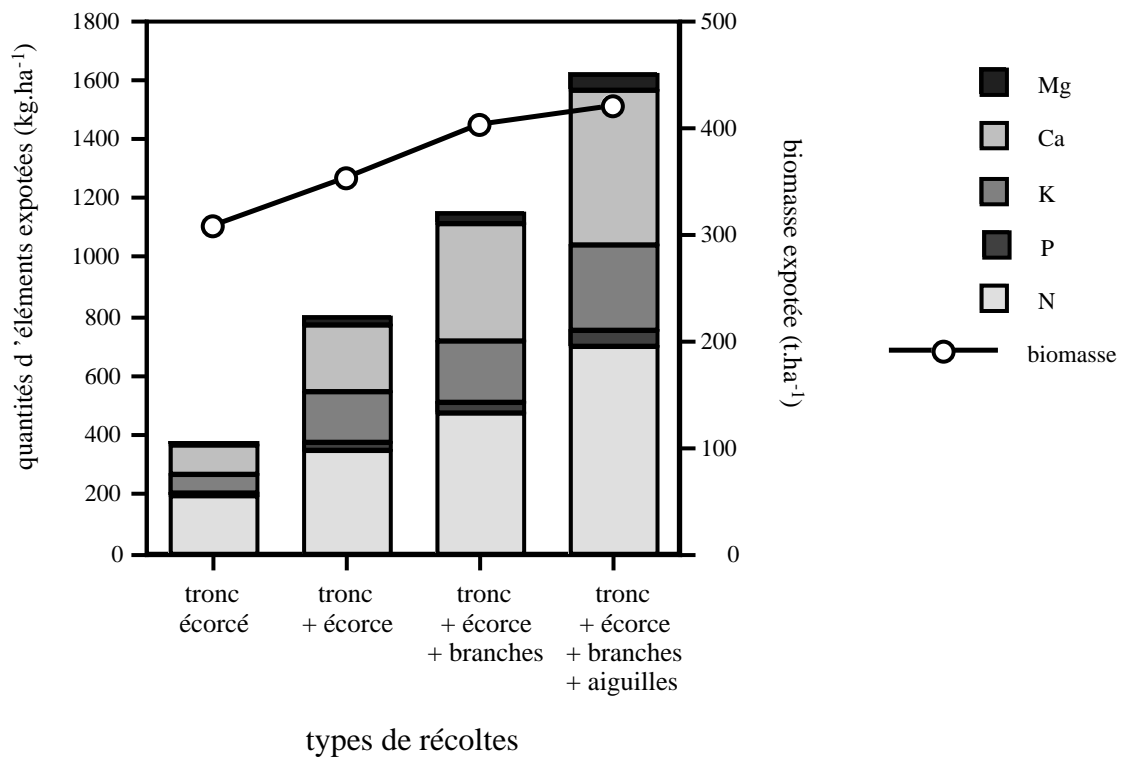 quantités d ’éléments expotées (kg.ha-1)
1800
1600
1400
1200
1000
800
600
400
200
0
500
400
300
200
100
0
biomasse expotée (t.ha-1)
Mg
Ca
K
P
N
biomasse
tronc
écorcé
tronc
+ écorce
tronc
+ écorce
+ branches
tronc
+ écorce
+ branches
+ aiguilles
types de récoltes